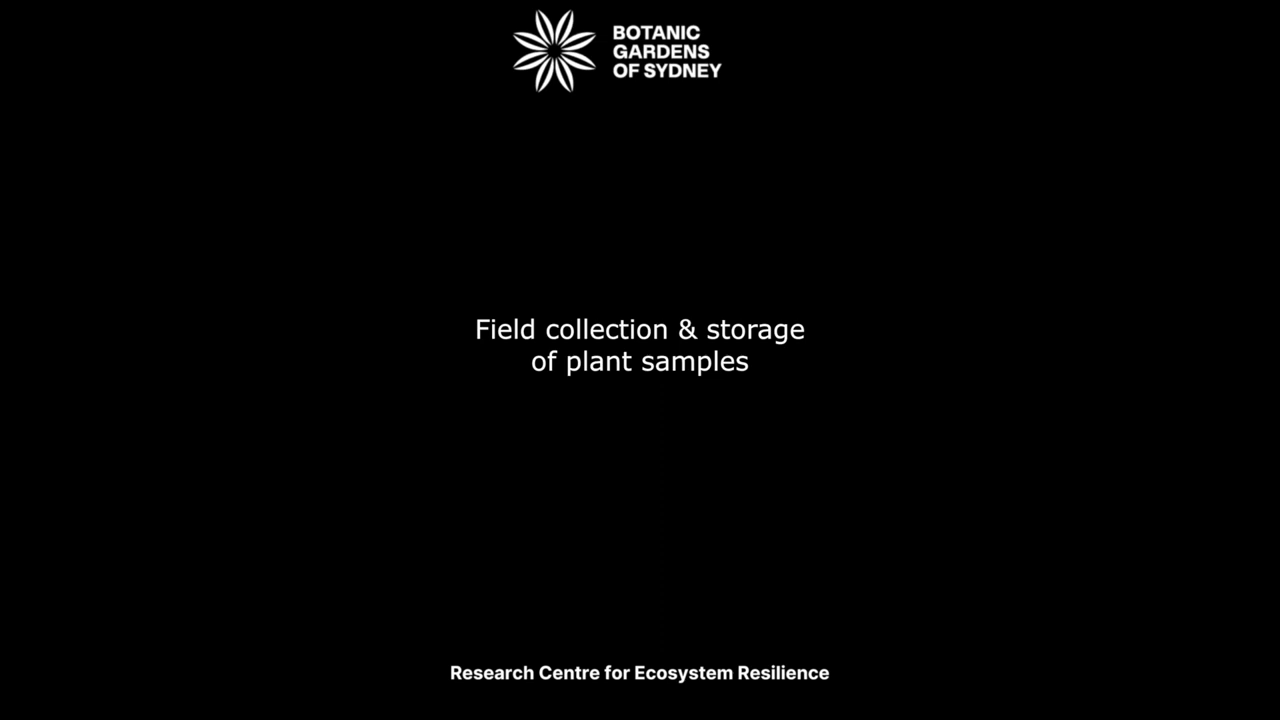 BOTANIC
GARDENS
OF SYDNEY
Field collection & storage
of plant samples
Research Centre for Ecosystem Resilience